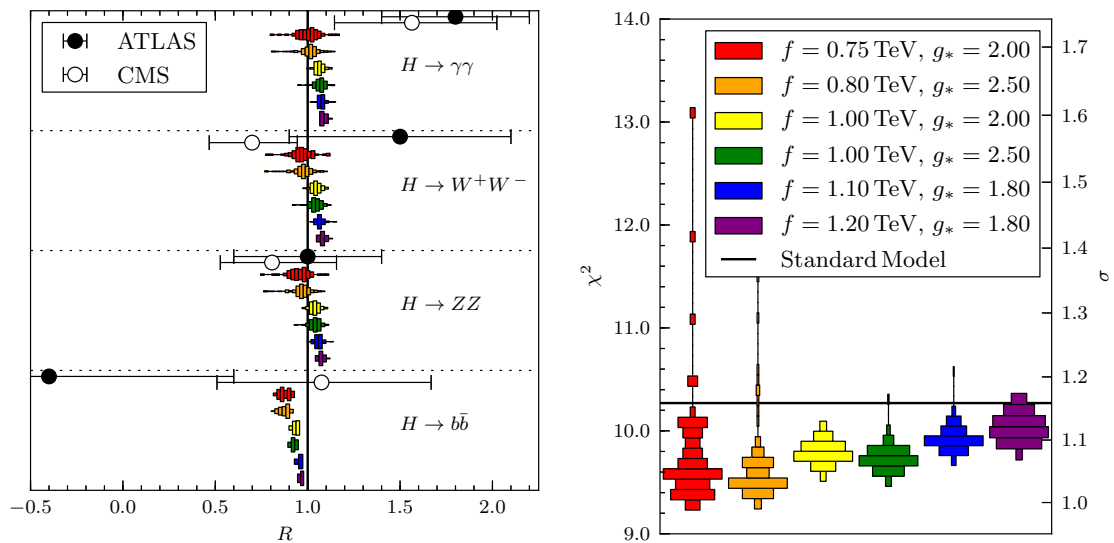 ATLAS
CMS
H → γγ
H → W⁺W⁻
H → ZZ
H → bb̄
−0.5
0.0
0.5
1.0
1.5
2.0
R
14.0
13.0
12.0
11.0
10.0
9.0
χ²
f = 0.75 TeV, g∗ = 2.00
f = 0.80 TeV, g∗ = 2.50
f = 1.00 TeV, g∗ = 2.00
f = 1.00 TeV, g∗ = 2.50
f = 1.10 TeV, g∗ = 1.80
f = 1.20 TeV, g∗ = 1.80
Standard Model
1.7
1.6
1.5
1.4
1.3
1.2
1.1
1.0
σ